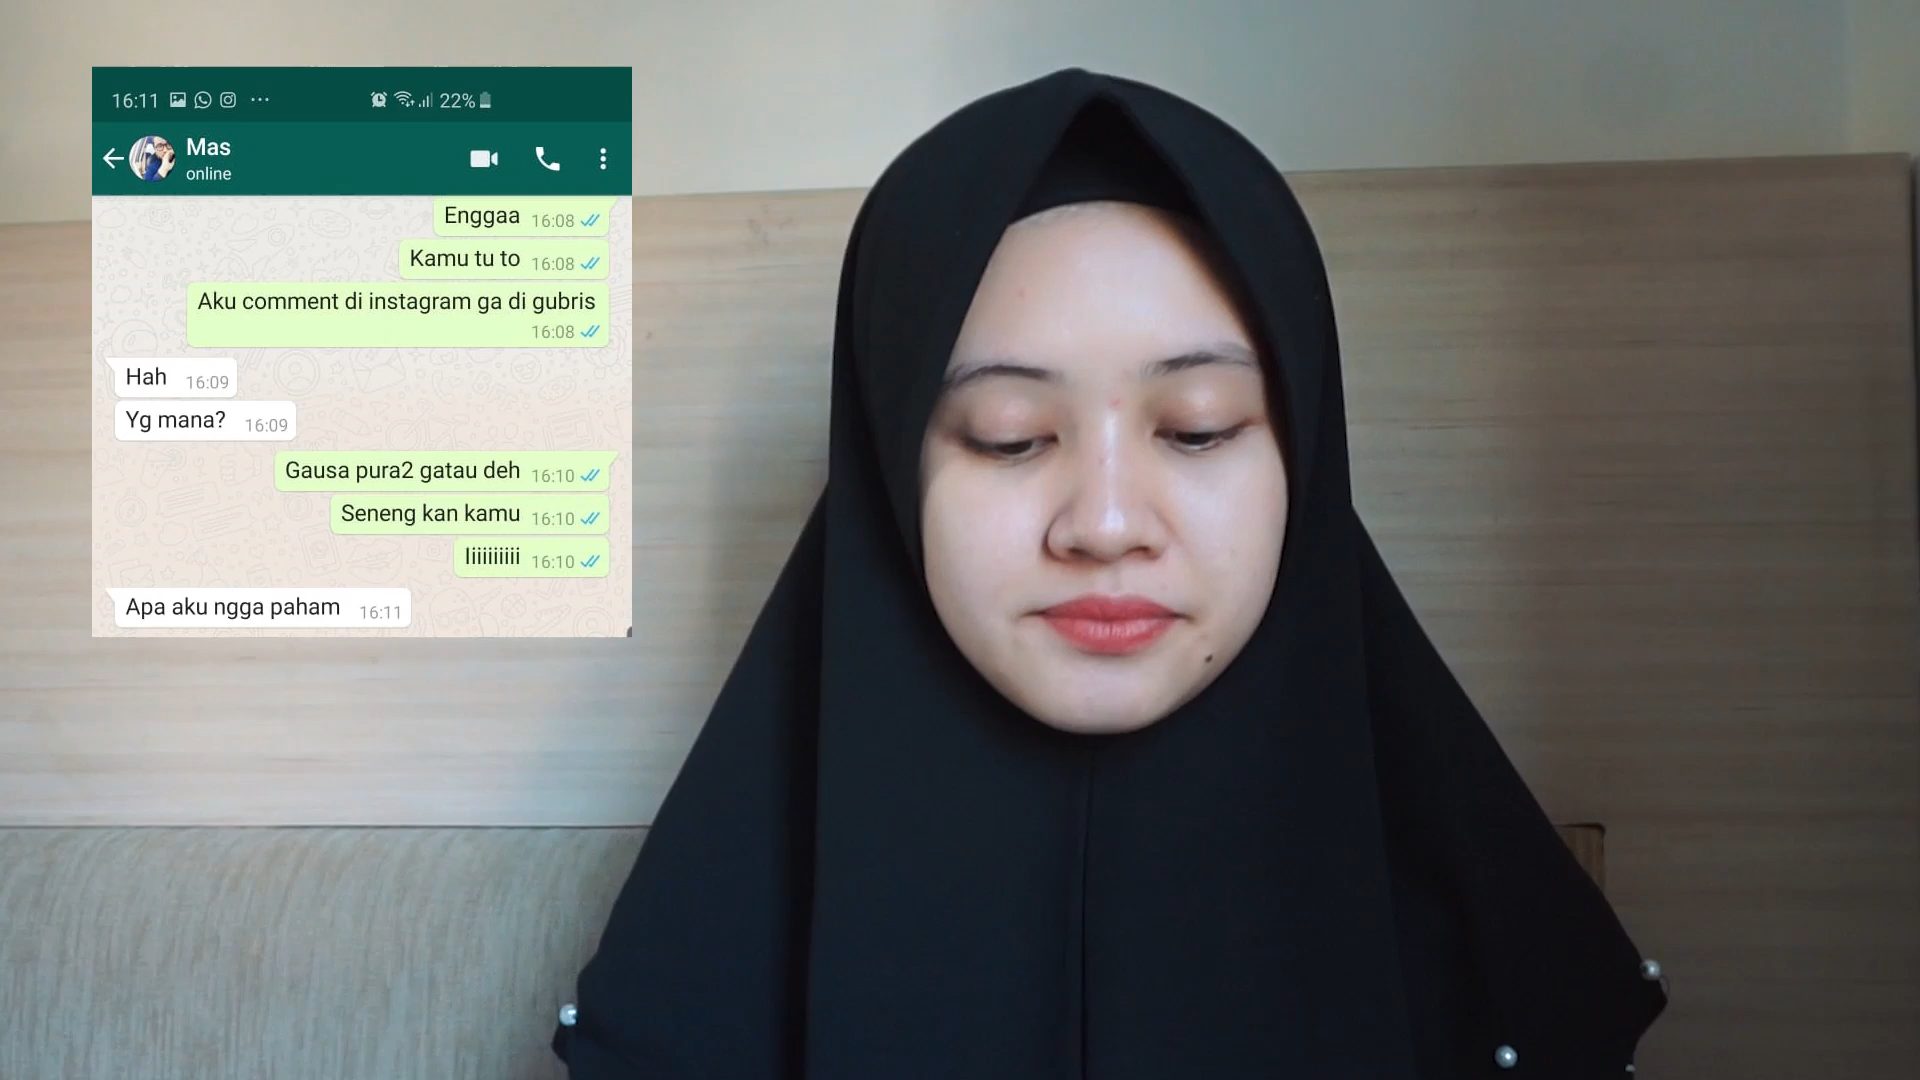 16:11 ... 22%
Mas
online
Enggaa 16:08
Kamu tu to 16:08
Aku comment di instagram ga di gubris
16:08
Hah 16:09
Yg mana? 16:09
Gausa pura2 gatau deh 16:10
Seneng kan kamu 16:10
Iiiiiiiiii 16:10
Apa aku ngga paham 16:11